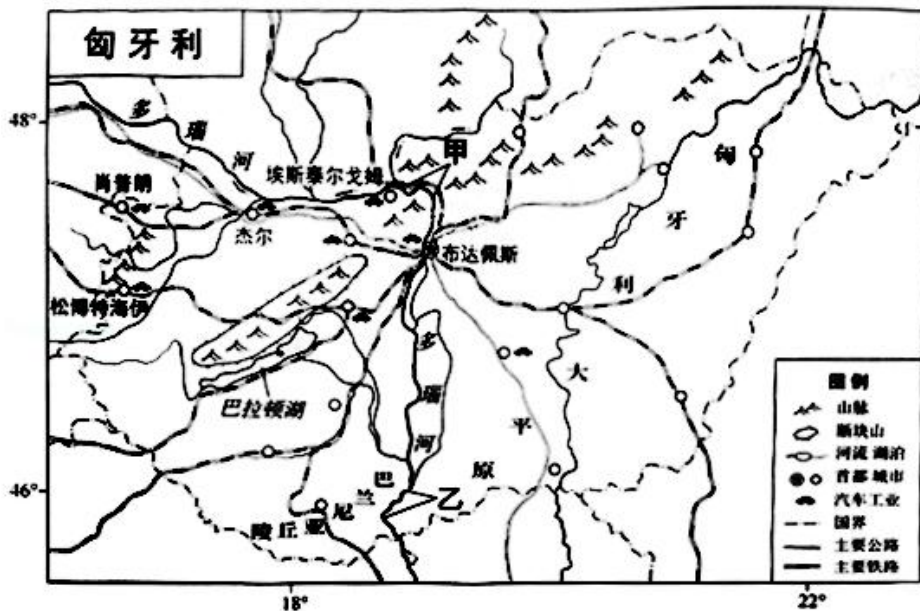 匈牙利
48°
46°
18°
22°
多瑙河
甲
埃斯泰尔戈姆
肖普朗
杰尔
布达佩斯
松博特海伊
巴拉顿湖
多瑙河
匈牙利大平原
巴兰尼亚丘陵
乙
图例
山脉
断块山
河流 湖泊
首都 城市
汽车工业
国界
主要公路
主要铁路